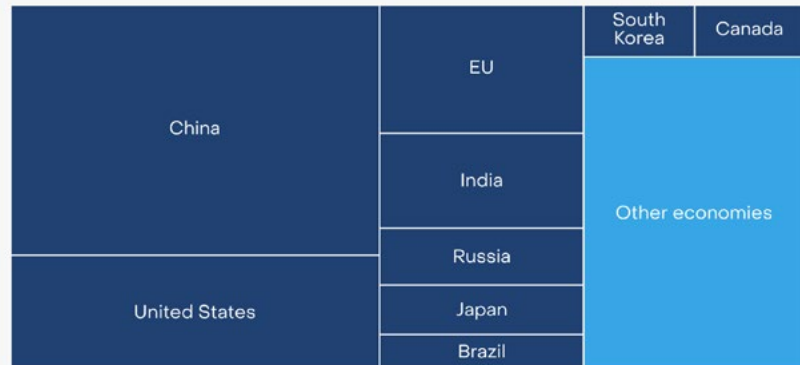 China
United States
EU
India
Russia
Japan
Brazil
South
Korea
Canada
Other economies